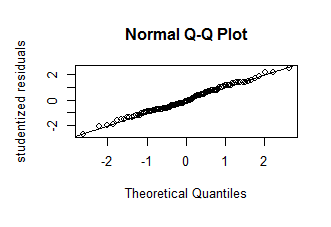 Normal Q-Q Plot
studentized residuals
2
0
-2
-2
-1
0
1
2
Theoretical Quantiles